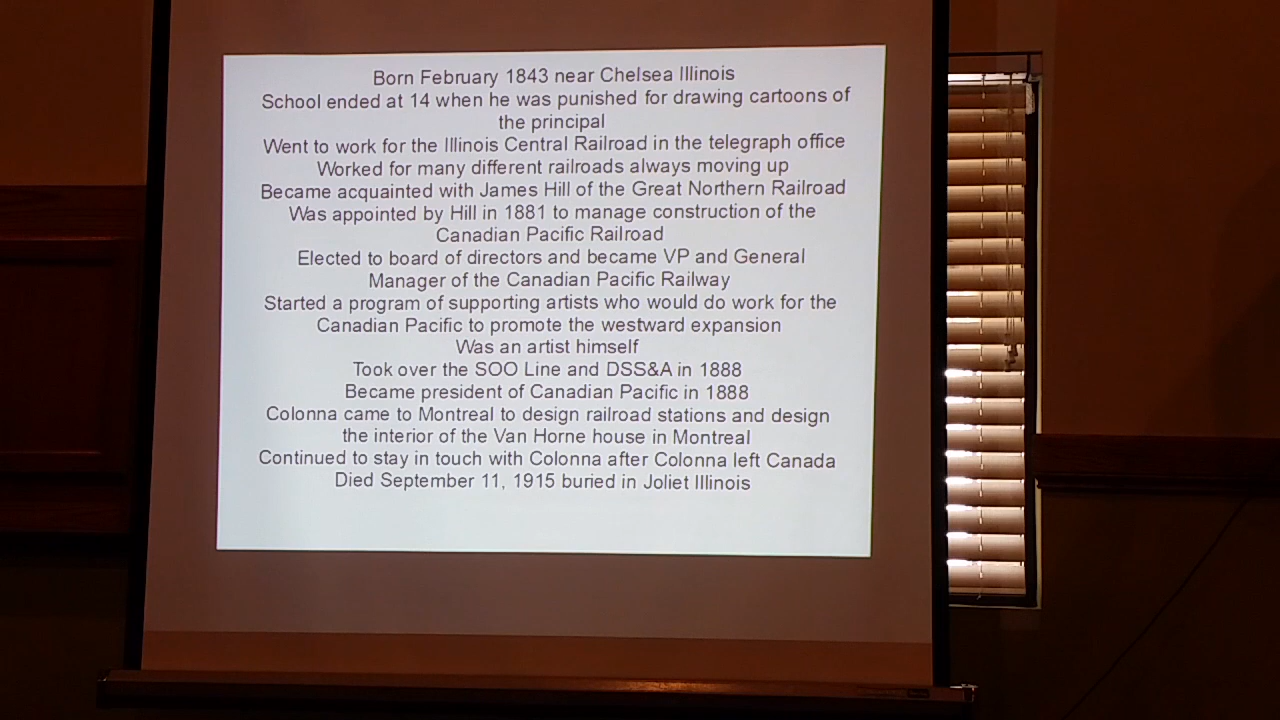 Born February 1843 near Chelsea Illinois
School ended at 14 when he was punished for drawing cartoons of
the principal
Went to work for the Illinois Central Railroad in the telegraph office
Worked for many different railroads always moving up
Became acquainted with James Hill of the Great Northern Railroad
Was appointed by Hill in 1881 to manage construction of the
Canadian Pacific Railroad
Elected to board of directors and became VP and General
Manager of the Canadian Pacific Railway
Started a program of supporting artists who would do work for the
Canadian Pacific to promote the westward expansion
Was an artist himself
Took over the SOO Line and DSS&A in 1888
Became president of Canadian Pacific in 1888
Colonna came to Montreal to design railroad stations and design
the interior of the Van Horne house in Montreal
Continued to stay in touch with Colonna after Colonna left Canada
Died September 11, 1915 buried in Joliet Illinois